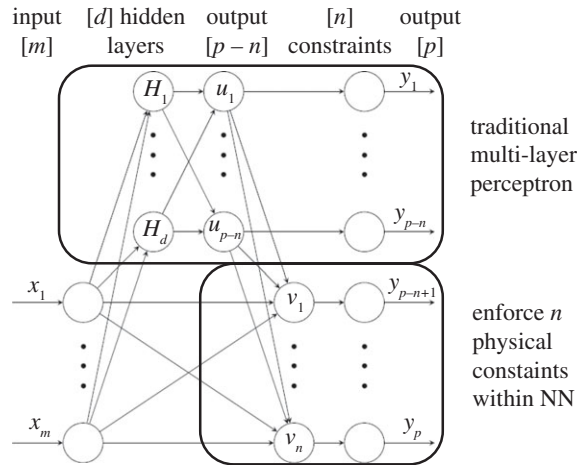 input [d] hidden output [n] output
[m] layers [p – n] constraints [p]
H1 u1 y1
traditional
multi-layer
perceptron
Hd up–n yp–n
x1 v1 yp–n+1
enforce n
physical
constaints
within NN
xm vn yp